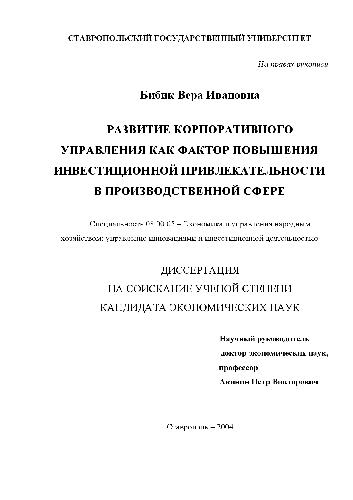 СТАВРОПОЛЬСКИЙ ГОСУДАРСТВЕННЫЙ УНИВЕРСИТЕТ
На правах рукописи
Бибик Вера Ивановна
РАЗВИТИЕ КОРПОРАТИВНОГО
УПРАВЛЕНИЯ КАК ФАКТОР ПОВЫШЕНИЯ
ИНВЕСТИЦИОННОЙ ПРИВЛЕКАТЕЛЬНОСТИ
В ПРОИЗВОДСТВЕННОЙ СФЕРЕ
Специальность 08.00.05 – Экономика и управление народным
хозяйством: управление инновациями и инвестиционной деятельностью
ДИССЕРТАЦИЯ
НА СОИСКАНИЕ УЧЕНОЙ СТЕПЕНИ
КАНДИДАТА ЭКОНОМИЧЕСКИХ НАУК
Научный руководитель
доктор экономических наук,
профессор
Петр Викторович
Ставрополь – 2004